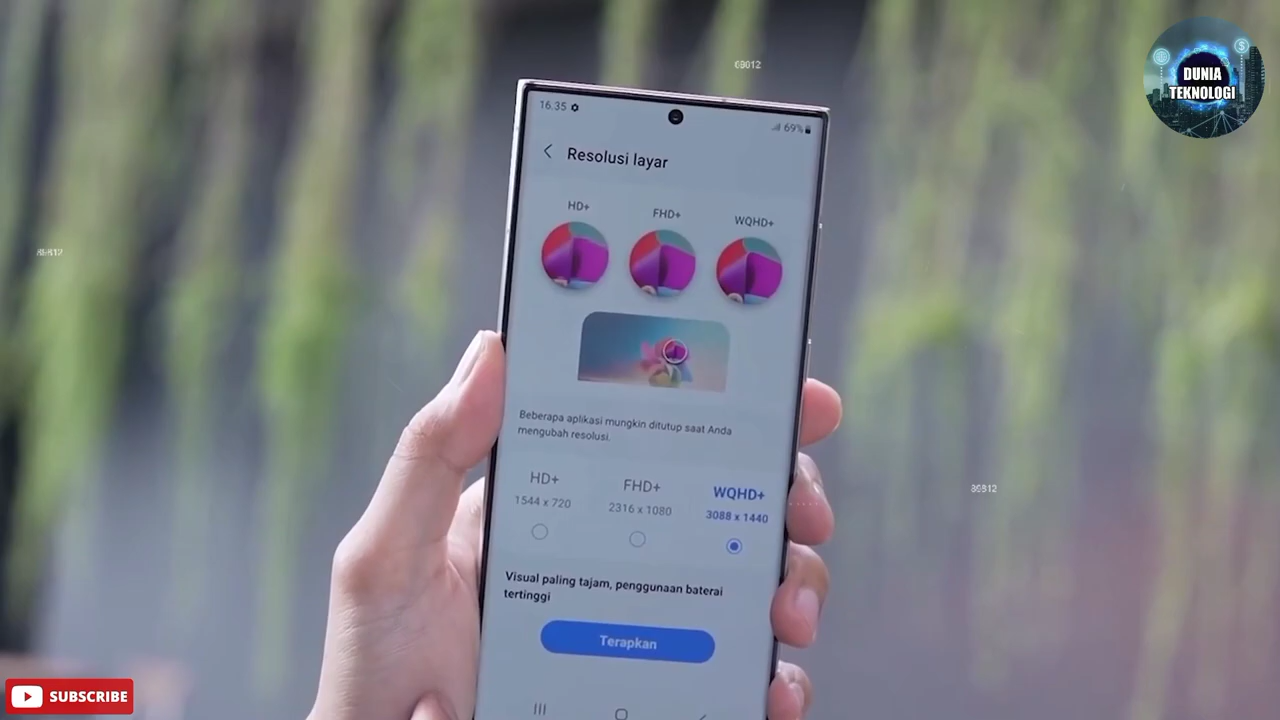 DUNIA
TEKNOLOGI
69012
16.35
69%
Resolusi layar
HD+
FHD+
WQHD+
Beberapa aplikasi mungkin ditutup saat Anda
mengubah resolusi.
HD+
FHD+
WQHD+
1544 x 720
2316 x 1080
3088 x 1440
Visual paling tajam, penggunaan baterai
tertinggi
Terapkan
SUBSCRIBE